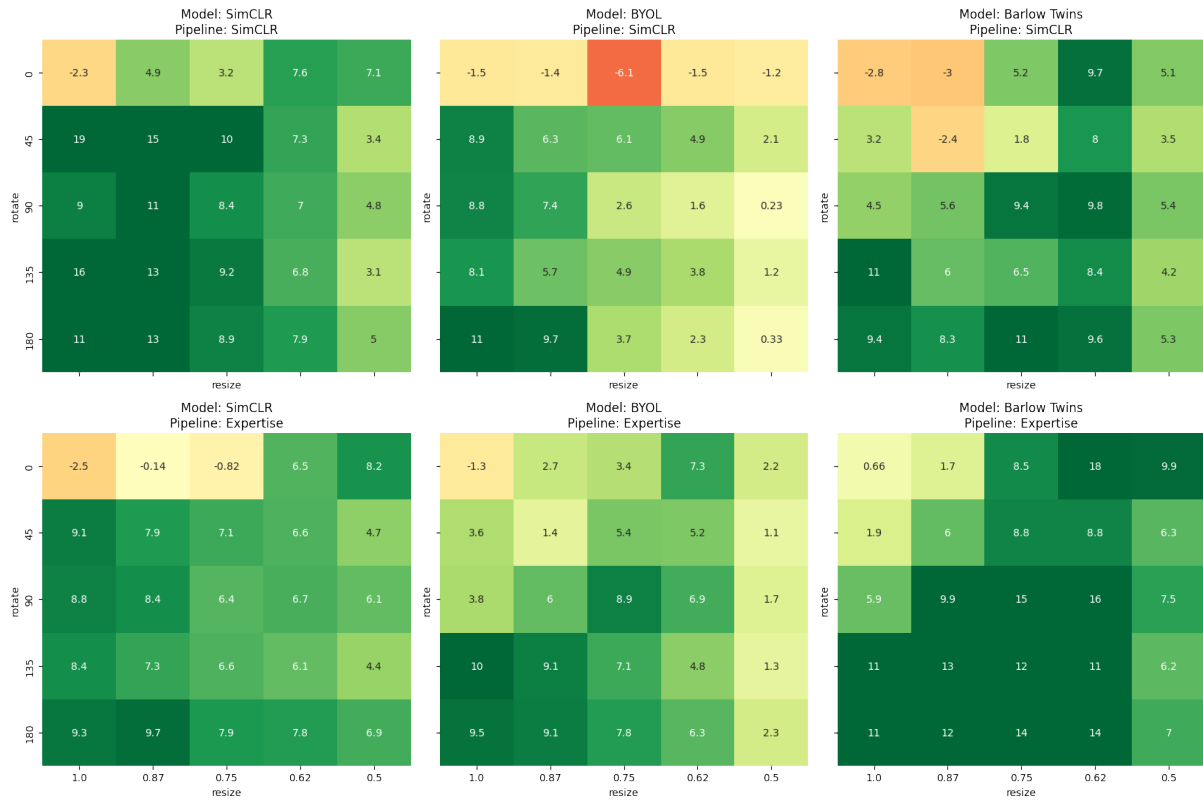 Model: SimCLR
Pipeline: SimCLR
Model: BYOL
Pipeline: SimCLR
Model: Barlow Twins
Pipeline: SimCLR
0 -2.3 4.9 3.2 7.6 7.1
45 19 15 10 7.3 3.4
90 9 11 8.4 7 4.8
135 16 13 9.2 6.8 3.1
180 11 13 8.9 7.9 5
rotate
resize
-1.5 -1.4 -6.1 -1.5 -1.2
8.9 6.3 6.1 4.9 2.1
8.8 7.4 2.6 1.6 0.23
8.1 5.7 4.9 3.8 1.2
11 9.7 3.7 2.3 0.33
rotate
resize
-2.8 -3 5.2 9.7 5.1
3.2 -2.4 1.8 8 3.5
4.5 5.6 9.4 9.8 5.4
11 6 6.5 8.4 4.2
9.4 8.3 11 9.6 5.3
rotate
resize
Model: SimCLR
Pipeline: Expertise
Model: BYOL
Pipeline: Expertise
Model: Barlow Twins
Pipeline: Expertise
0 -2.5 -0.14 -0.82 6.5 8.2
45 9.1 7.9 7.1 6.6 4.7
90 8.8 8.4 6.4 6.7 6.1
135 8.4 7.3 6.6 6.1 4.4
180 9.3 9.7 7.9 7.8 6.9
rotate
1.0 0.87 0.75 0.62 0.5
resize
-1.3 2.7 3.4 7.3 2.2
3.6 1.4 5.4 5.2 1.1
3.8 6 8.9 6.9 1.7
10 9.1 7.1 4.8 1.3
9.5 9.1 7.8 6.3 2.3
rotate
1.0 0.87 0.75 0.62 0.5
resize
0.66 1.7 8.5 18 9.9
1.9 6 8.8 8.8 6.3
5.9 9.9 15 16 7.5
11 13 12 11 6.2
11 12 14 14 7
rotate
1.0 0.87 0.75 0.62 0.5
resize